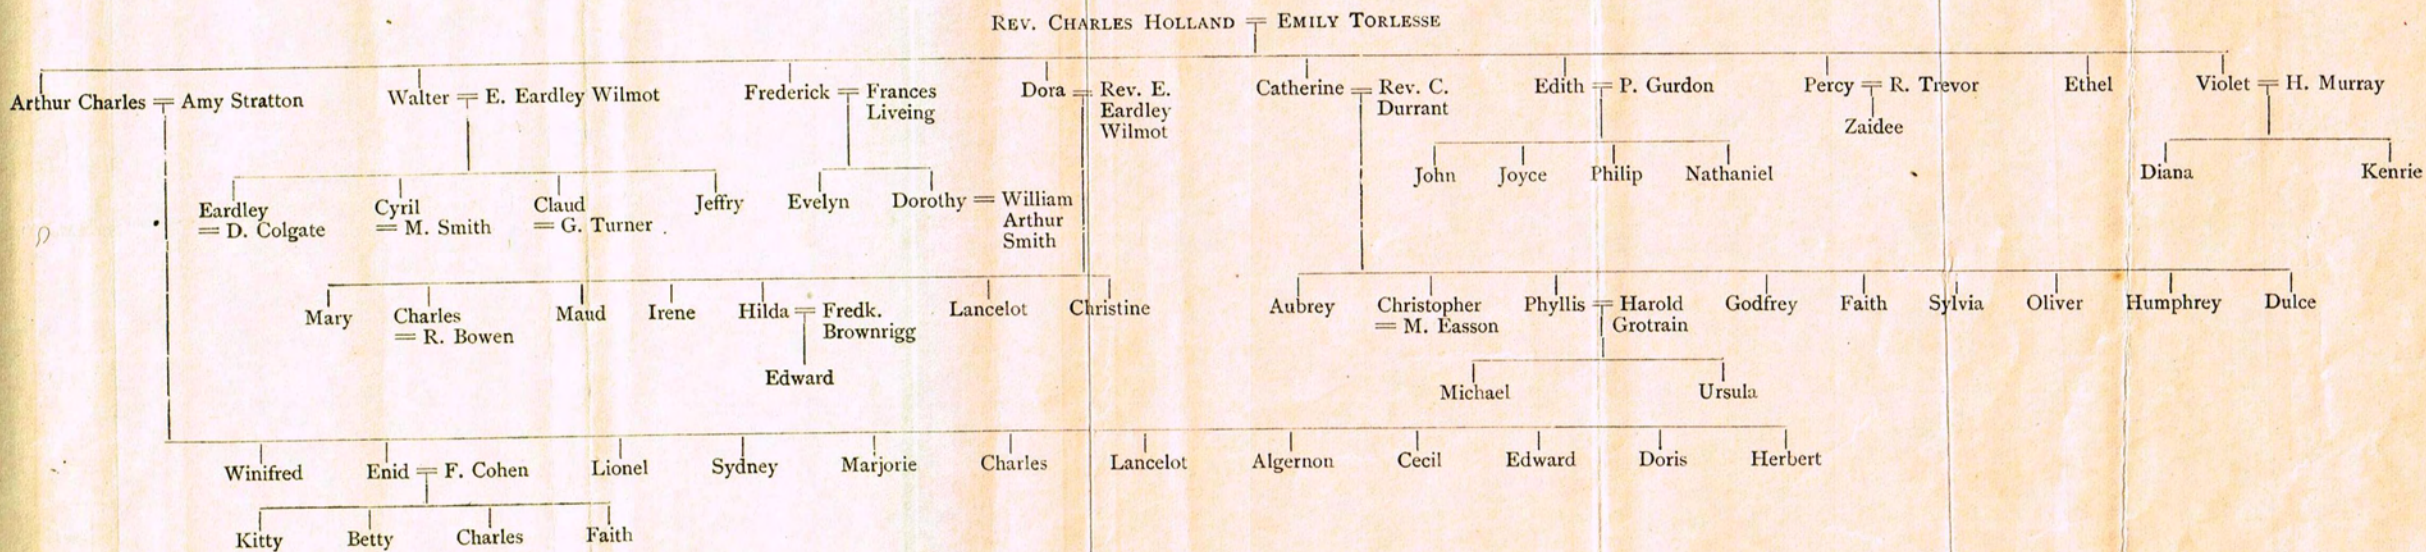 REV. CHARLES HOLLAND = EMILY TORLESSE
Arthur Charles = Amy Stratton
Walter = E. Eardley Wilmot
Frederick = Frances
Liveing
Dora = Rev. E.
Eardley
Wilmot
Catherine = Rev. C.
Durrant
Edith = P. Gurdon
Percy = R. Trevor
Ethel
Violet = H. Murray
Zaidee
John Joyce Philip Nathaniel
Diana Kenrie
Eardley
= D. Colgate
Cyril
= M. Smith
Claud
= G. Turner
Jeffry
Evelyn
Dorothy = William
Arthur
Smith
Mary
Charles
= R. Bowen
Maud
Irene
Hilda = Fredk.
Brownrigg
Lancelot
Christine
Edward
Aubrey
Christopher
= M. Easson
Phyllis = Harold
Grotrain
Godfrey
Faith
Sylvia
Oliver
Humphrey
Dulce
Michael Ursula
Winifred
Enid = F. Cohen
Lionel
Sydney
Marjorie
Charles
Lancelot
Algernon
Cecil
Edward
Doris
Herbert
Kitty Betty Charles Faith